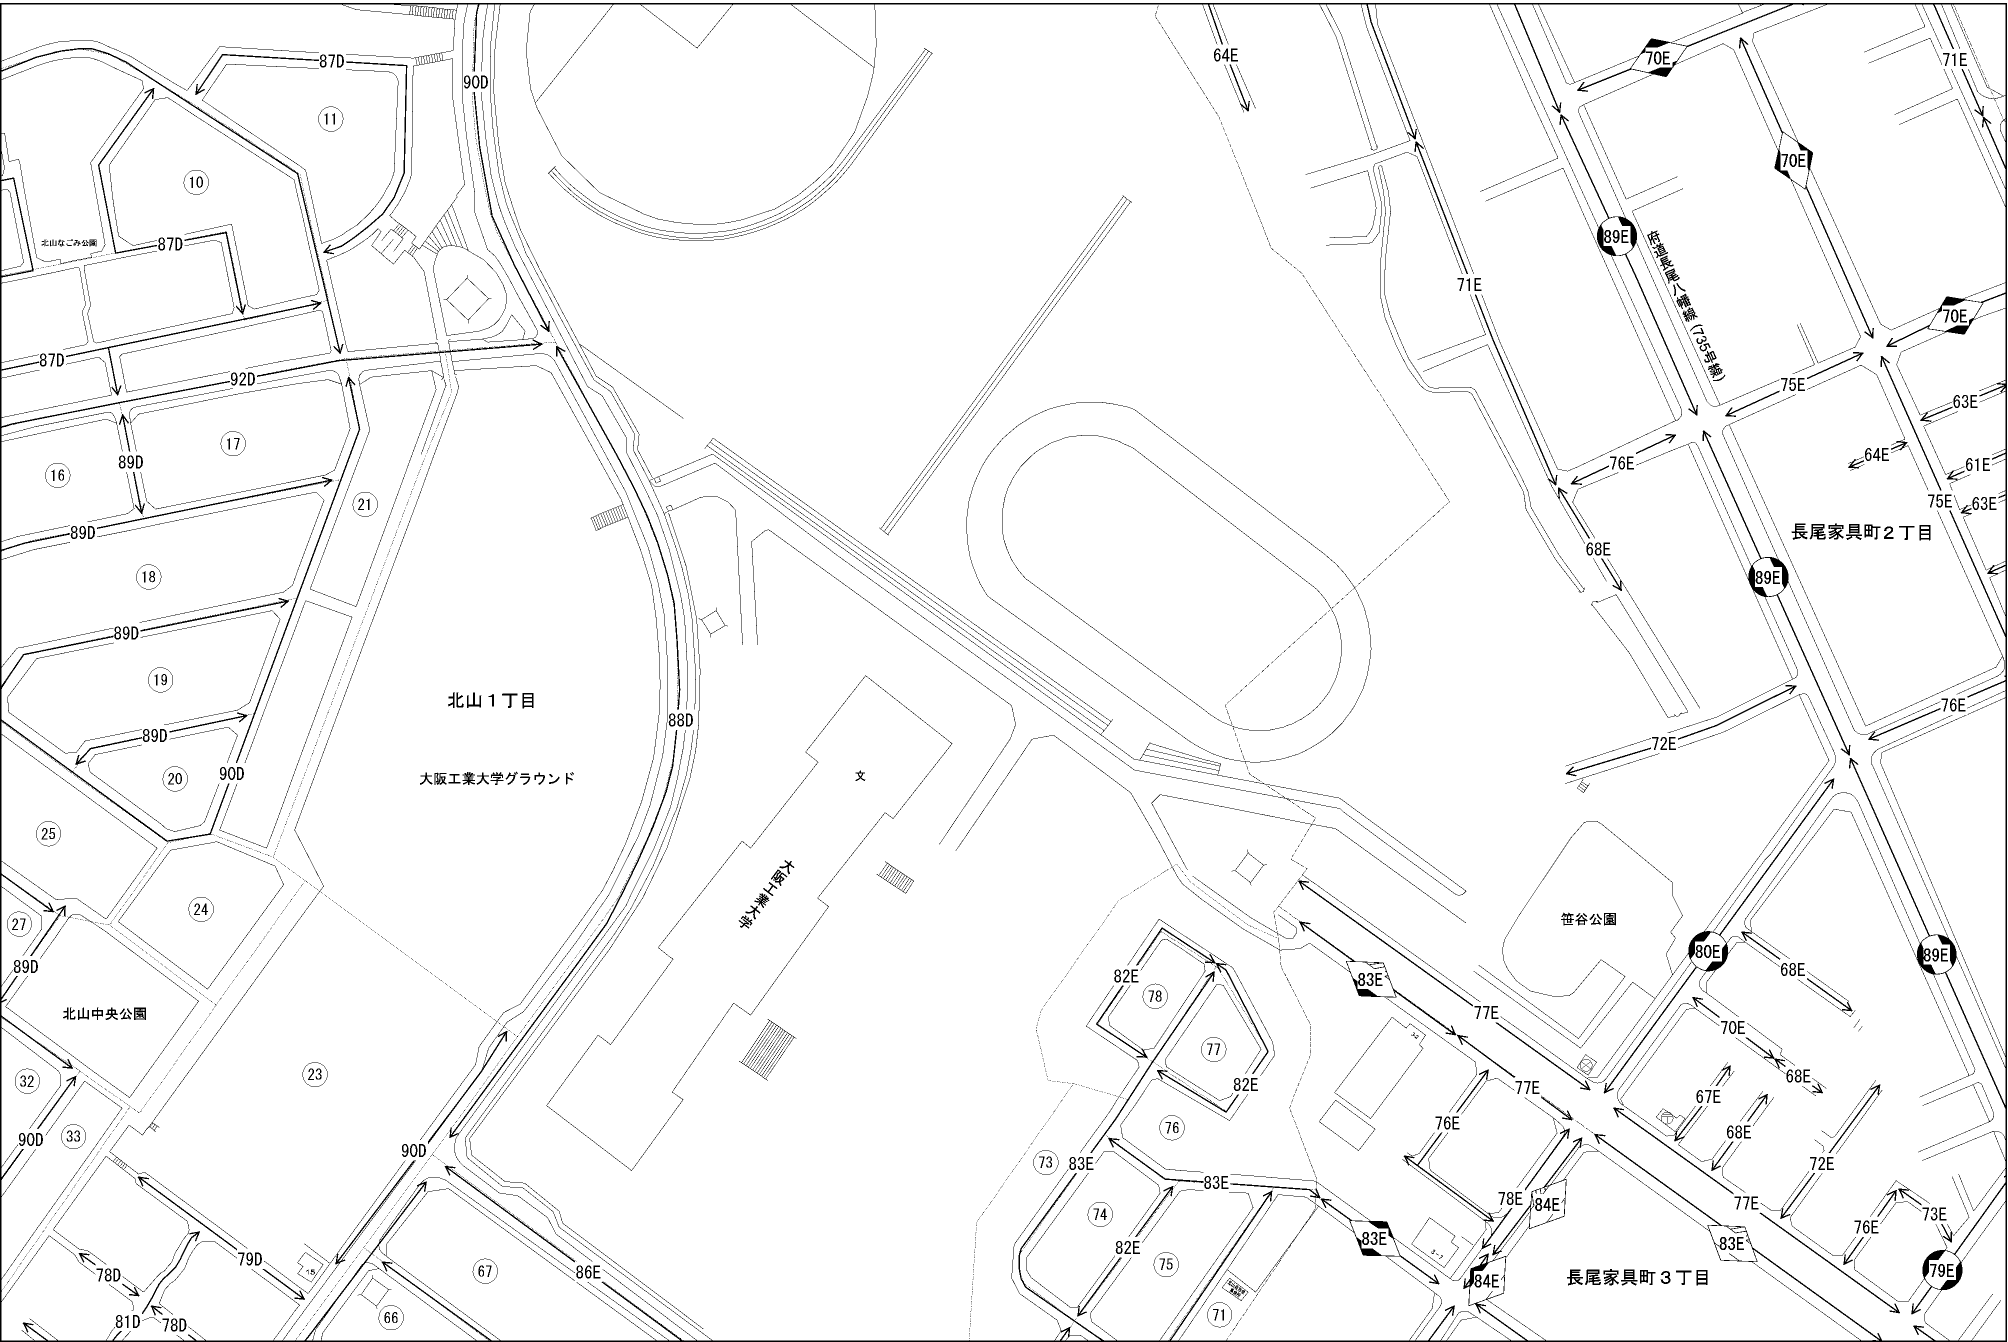 87D
64E
70E
71E
90D
11
70E
10
89E
87D
北山なごみ公園
府道長尾八幡線(735号線)
71E
70E
87D
92D
75E
63E
17
89D
16
76E
64E
61E
21
75E
63E
89D
長尾家具町2丁目
68E
18
89E
89D
19
北山1丁目
76E
88D
89D
72E
20
90D
大阪工業大学グラウンド
文
25
大阪工業大学
24
27
笹谷公園
80E
89E
89D
82E
83E
68E
78
北山中央公園
77E
70E
77
23
32
82E
77E
68E
67E
76E
76
33
90D
68E
90D
73
83E
72E
83E
78E
84E
77E
74
73E
76E
83E
83E
82E
79D
75
67
86E
78D
79E
84E
長尾家具町3丁目
71
66
81D
78D